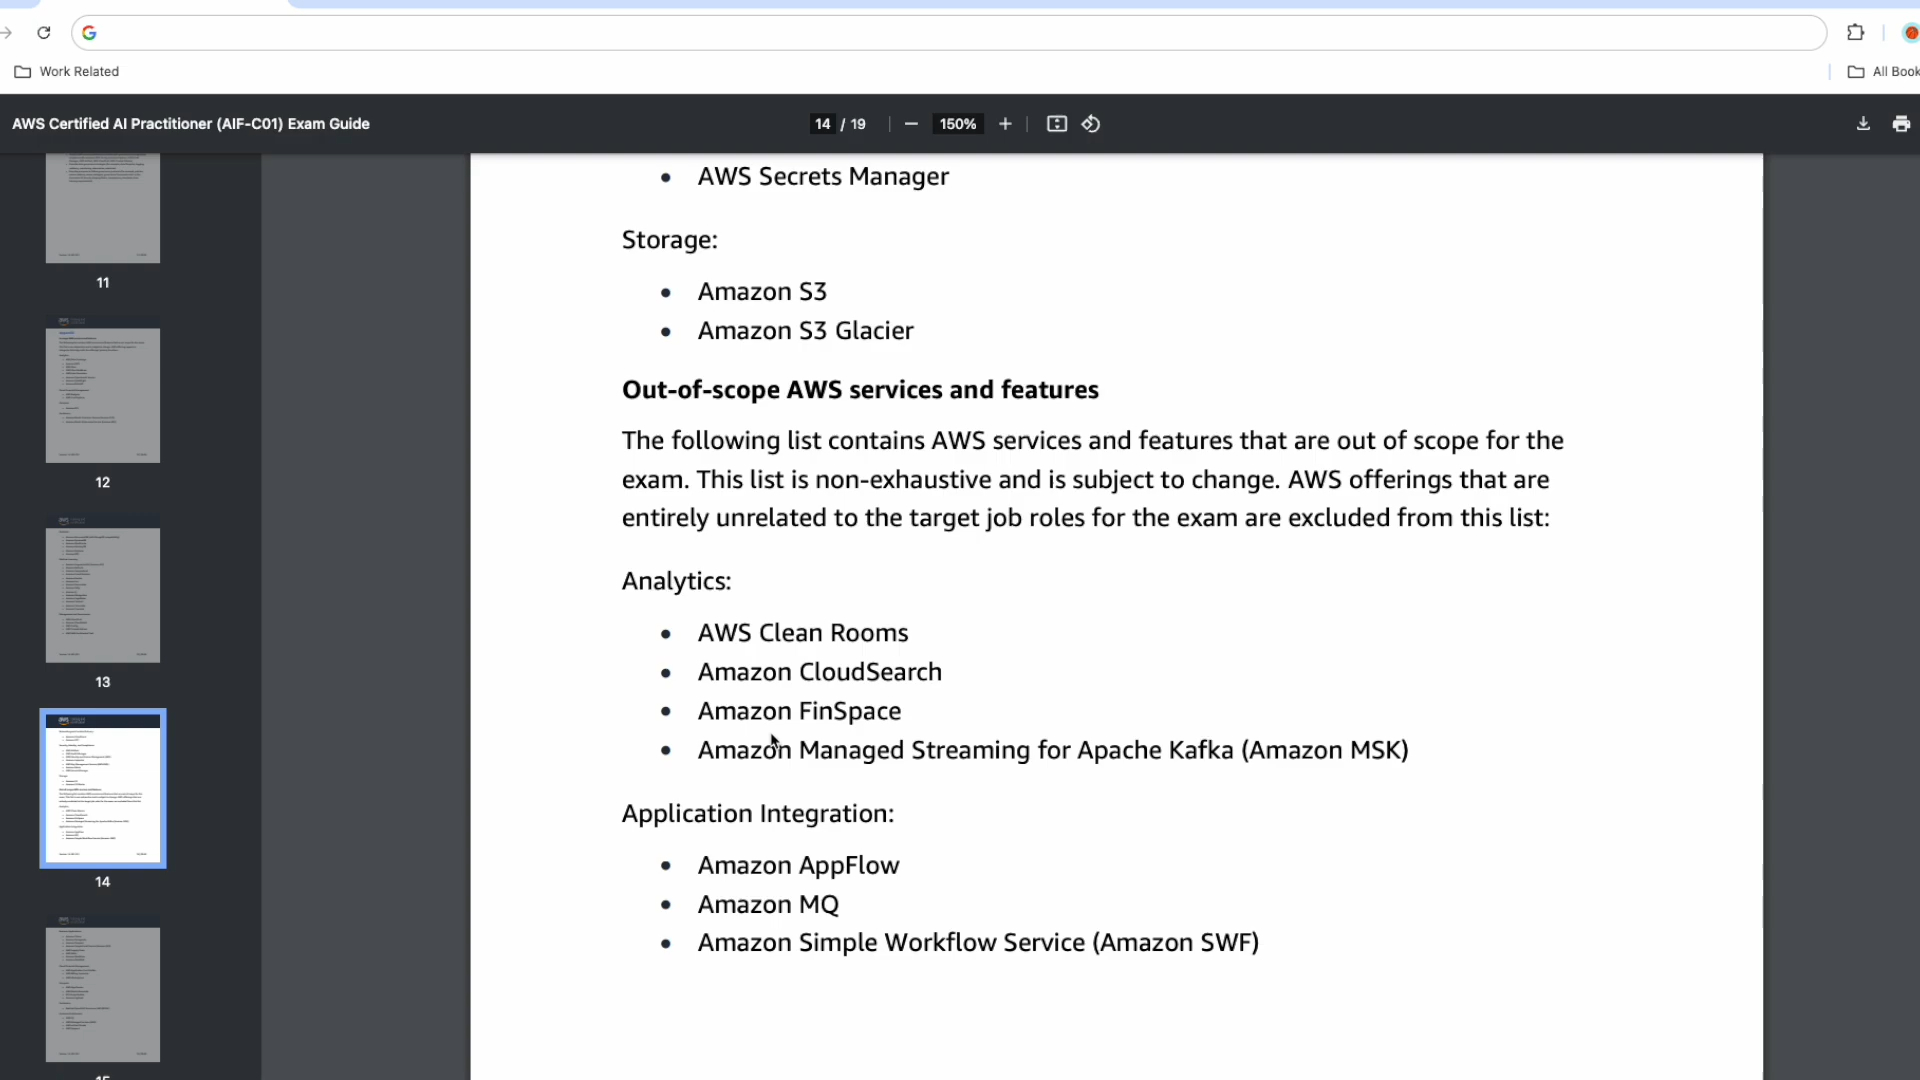 Work Related
All Book
AWS Certified AI Practitioner (AIF-C01) Exam Guide
14 / 19
150%
11
12
13
14
AWS Secrets Manager
Storage:
Amazon S3
Amazon S3 Glacier
Out-of-scope AWS services and features
The following list contains AWS services and features that are out of scope for the
exam. This list is non-exhaustive and is subject to change. AWS offerings that are
entirely unrelated to the target job roles for the exam are excluded from this list:
Analytics:
AWS Clean Rooms
Amazon CloudSearch
Amazon FinSpace
Amazon Managed Streaming for Apache Kafka (Amazon MSK)
Application Integration:
Amazon AppFlow
Amazon MQ
Amazon Simple Workflow Service (Amazon SWF)